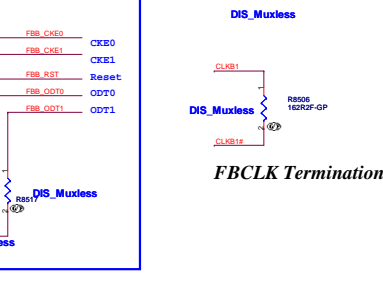 DIS_Muxless
FBB_CKE0
CKE0
FBB_CKE1
CKE1
FBB_RST
Reset
FBB_ODT0
ODT0
FBB_ODT1
ODT1
CLKB1
1
DIS_Muxless
R8506
162R2F-GP
2
CLKB1#
FBCLK Termination
1
DIS_Muxless
R8517
2
ess